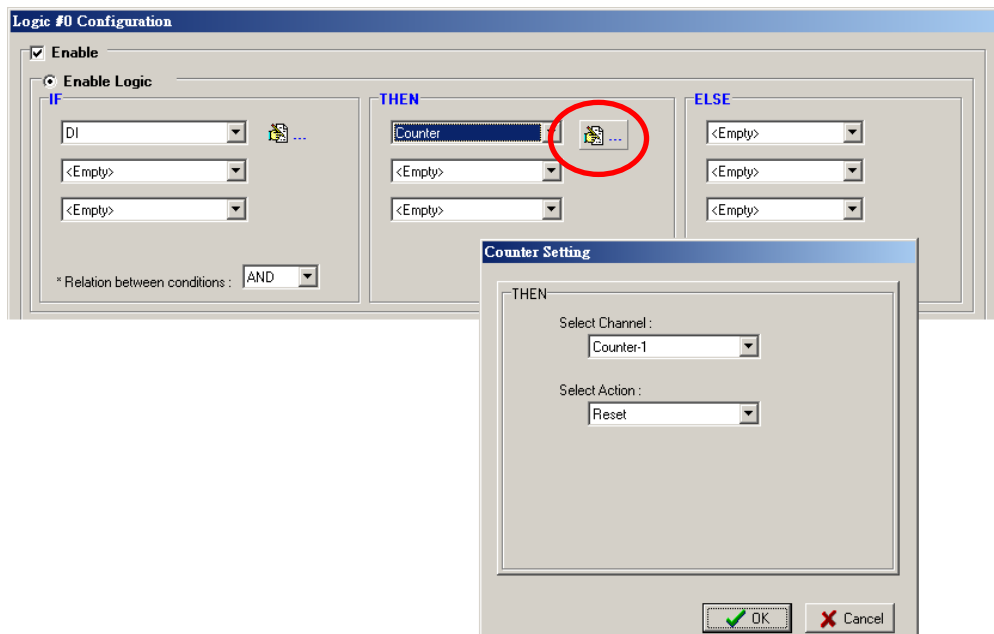 Logic #0 Configuration
Enable
Enable Logic
IF
THEN
ELSE
DI
...
Counter
...
<Empty>
<Empty>
<Empty>
<Empty>
<Empty>
<Empty>
<Empty>
* Relation between conditions :
AND
Counter Setting
THEN
Select Channel :
Counter-1
Select Action :
Reset
OK
Cancel